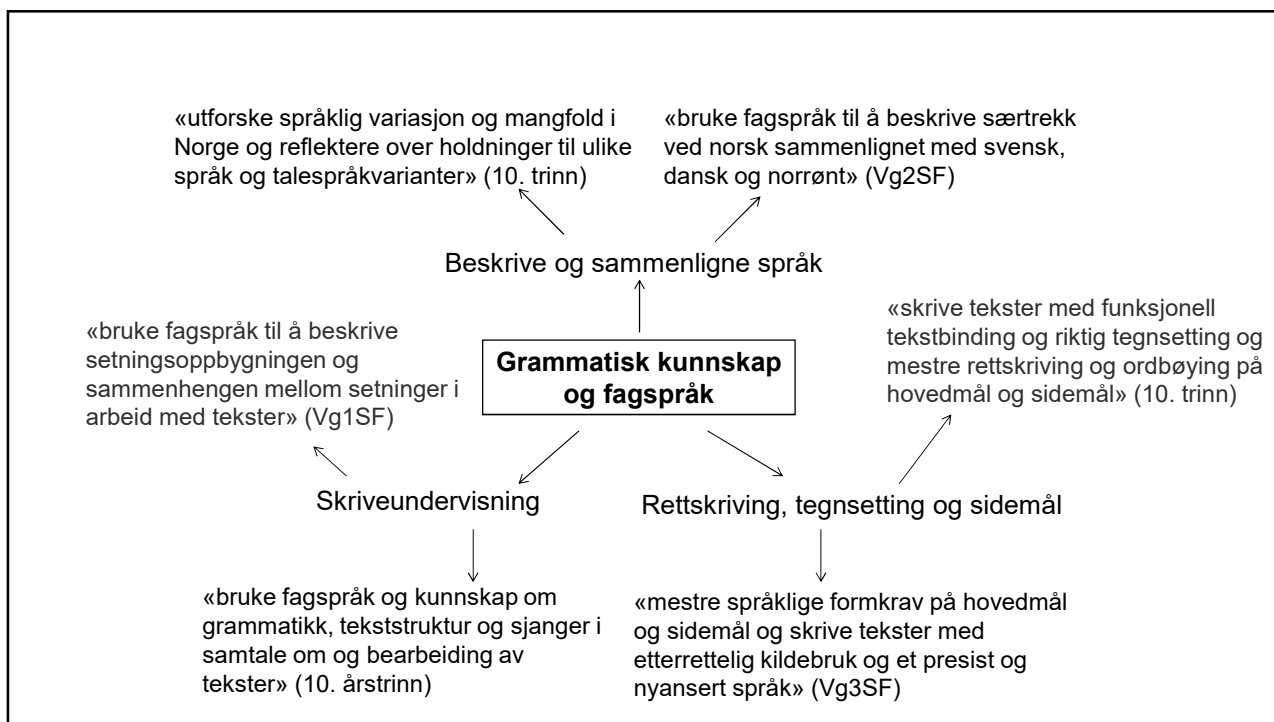 «utforske språklig variasjon og mangfold i
Norge og reflektere over holdninger til ulike
språk og talespråkvarianter» (10. trinn)
«bruke fagspråk til å beskrive særtrekk
ved norsk sammenlignet med svensk,
dansk og norrønt» (Vg2SF)
Beskrive og sammenligne språk
«bruke fagspråk til å beskrive
setningsoppbygningen og
sammenhengen mellom setninger i
arbeid med tekster» (Vg1SF)
Grammatisk kunnskap
og fagspråk
«skrive tekster med funksjonell
tekstbinding og riktig tegnsetting og
mestre rettskriving og ordbøying på
hovedmål og sidemål» (10. trinn)
Skriveundervisning
Rettskriving, tegnsetting og sidemål
«bruke fagspråk og kunnskap om
grammatikk, tekststruktur og sjanger i
samtale om og bearbeiding av
tekster» (10. årstrinn)
«mestre språklige formkrav på hovedmål
og sidemål og skrive tekster med
etterrettelig kildebruk og et presist og
nyansert språk» (Vg3SF)